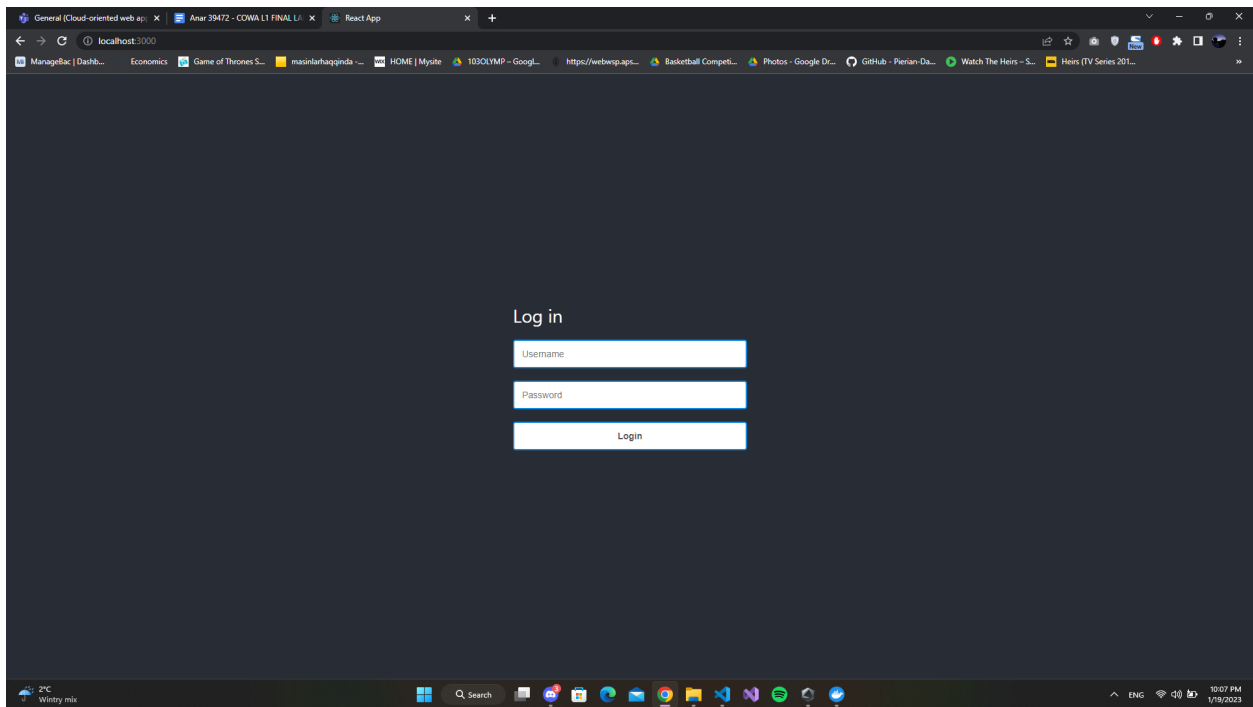 General (Cloud-oriented web ap
Anar 39472 - COWA L1 FINAL LA
React App
localhost:3000
ManageBac | Dashb...
Economics
Game of Thrones S...
masinlarhaqqinda -...
WIX
HOME | Mysite
103OLYMP – Googl...
https://webwsp.aps...
Basketball Competi...
Photos - Google Dr...
GitHub - Pierian-Da...
Watch The Heirs – S...
Heirs (TV Series 201...
New
Log in
Username
Password
Login
2°C
Wintry mix
Search
ENG
10:07 PM
1/19/2023